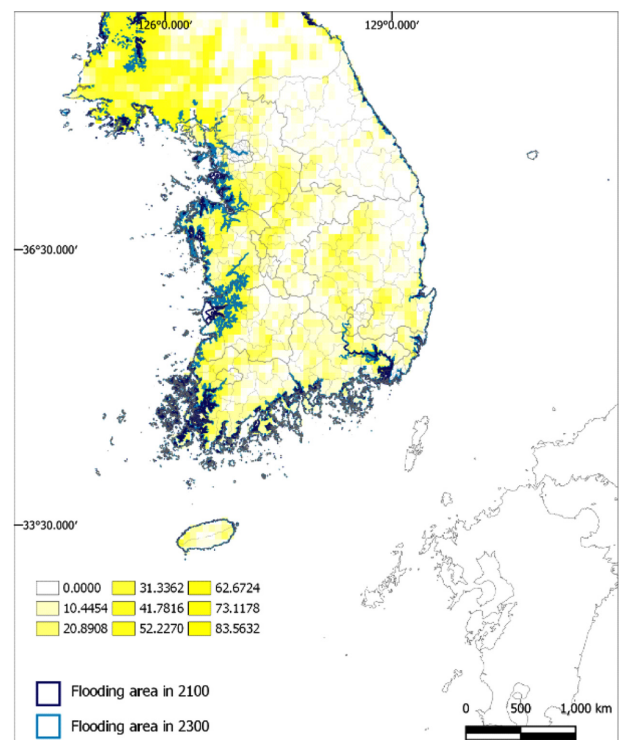 126°0.000′ 129°0.000′
36°30.000′
33°30.000′
0.0000 31.3362 62.6724
10.4454 41.7816 73.1178
20.8908 52.2270 83.5632
Flooding area in 2100
Flooding area in 2300
0 500 1,000 km